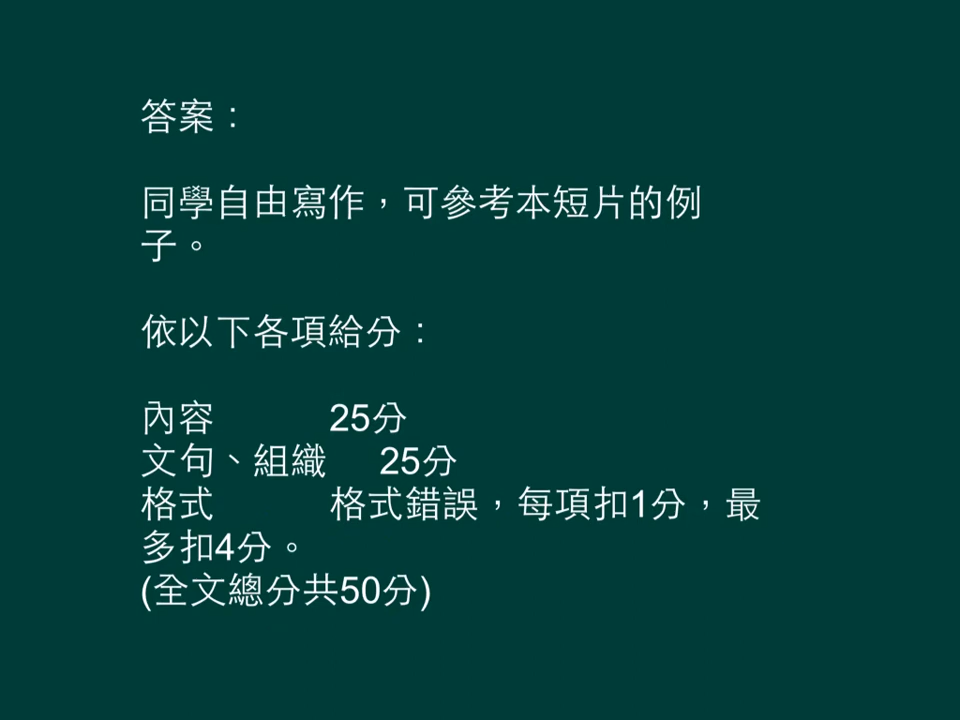 答案：
同學自由寫作，可參考本短片的例
子。
依以下各項給分：
內容 25分
文句、組織 25分
格式 格式錯誤，每項扣1分，最
多扣4分。
(全文總分共50分)